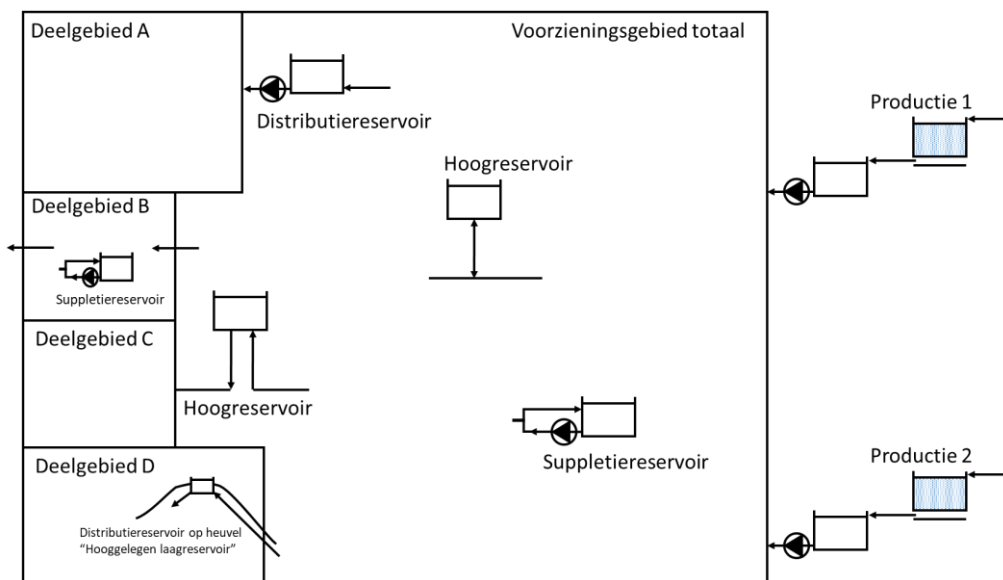 Deelgebied A
Voorzieningsgebied totaal
Distributiereservoir
Productie 1
Hoogreservoir
Deelgebied B
Suppletiereservoir
Deelgebied C
Hoogreservoir
Suppletiereservoir
Deelgebied D
Productie 2
Distributiereservoir op heuvel
“Hooggelegen laagreservoir”